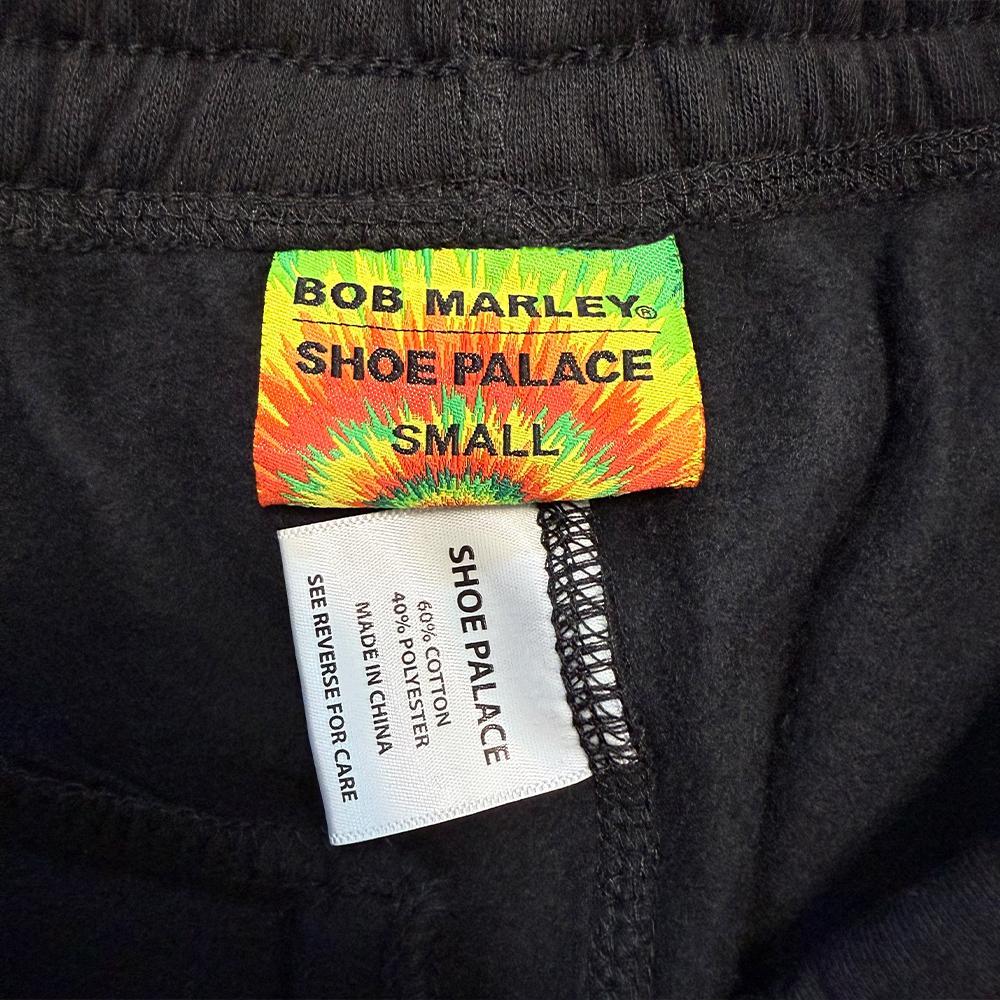 BOB MARLEY®
SHOE PALACE
SMALL
SHOE PALACE
60% COTTON
40% POLYESTER
MADE IN CHINA
SEE REVERSE FOR CARE